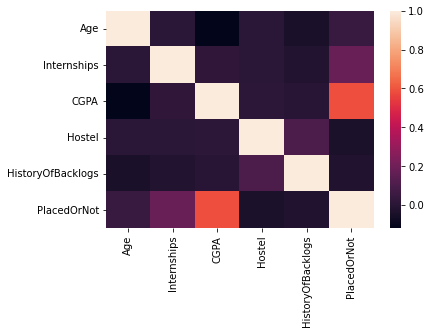 Age
Internships
CGPA
Hostel
HistoryOfBacklogs
PlacedOrNot
Age
Internships
CGPA
Hostel
HistoryOfBacklogs
PlacedOrNot
1.0
0.8
0.6
0.4
0.2
0.0